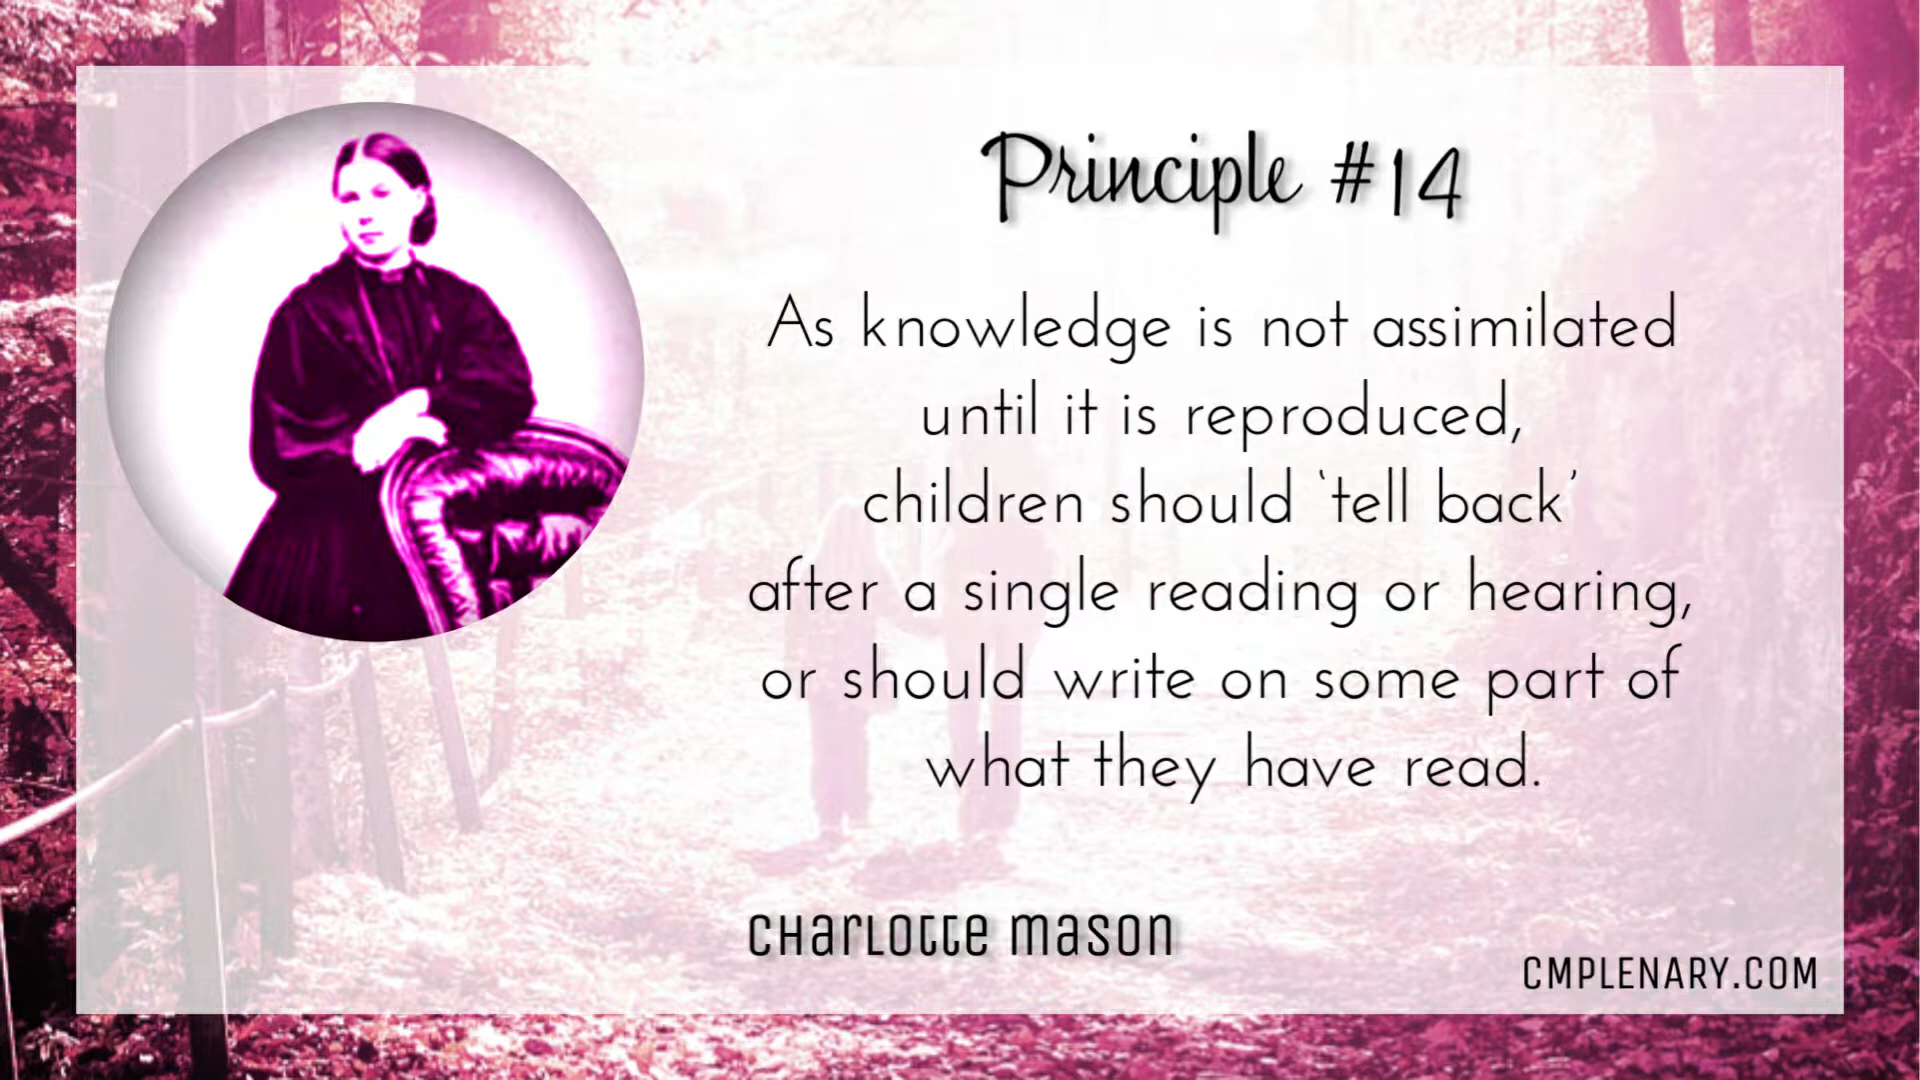 Principle #14
As knowledge is not assimilated
until it is reproduced,
children should ‘tell back’
after a single reading or hearing,
or should write on some part of
what they have read.
Charlotte Mason
CMPLENARY.COM